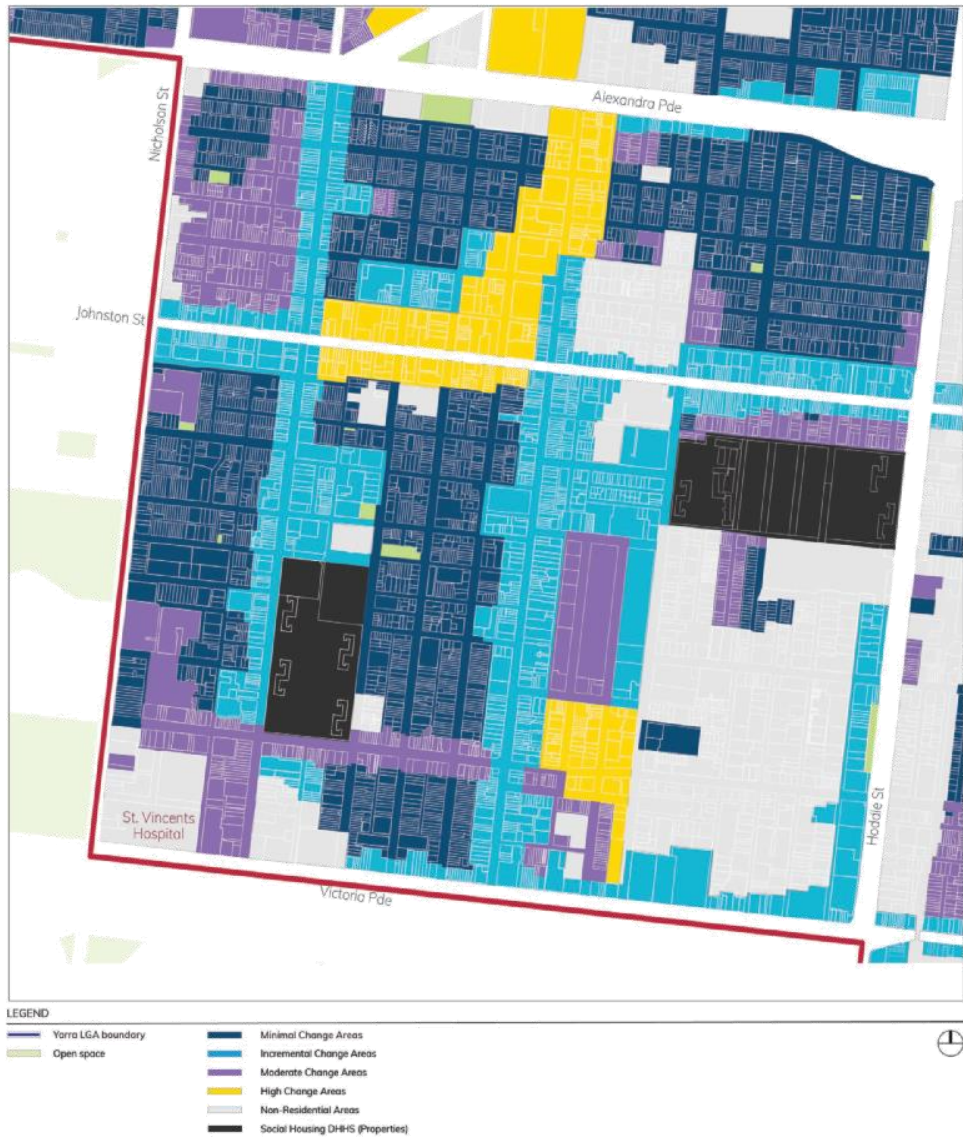 Alexandra Pde
Nicholson St
Johnston St
St. Vincents
Hospital
Hoddle St
Victoria Pde
LEGEND
Yarra LGA boundary
Open space
Minimal Change Areas
Incremental Change Areas
Moderate Change Areas
High Change Areas
Non-Residential Areas
Social Housing DHHS (Properties)